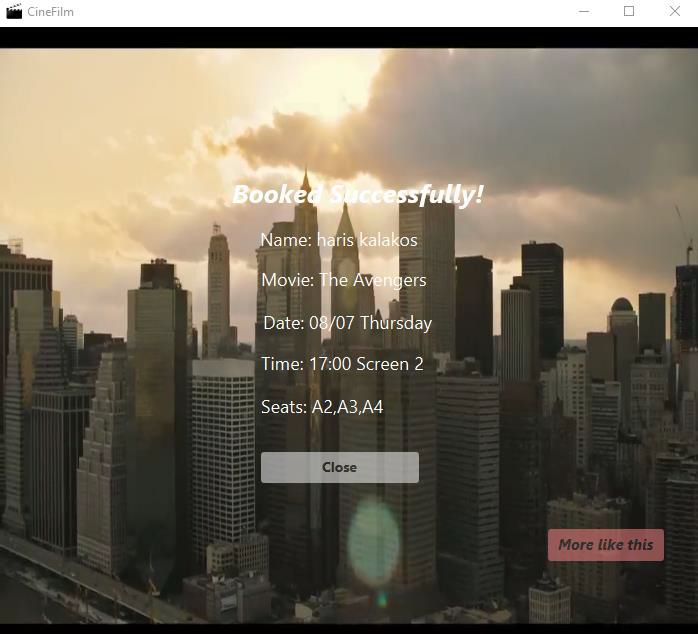 CineFilm
Booked Successfully!
Name: haris kalakos
Movie: The Avengers
Date: 08/07 Thursday
Time: 17:00 Screen 2
Seats: A2,A3,A4
Close
More like this